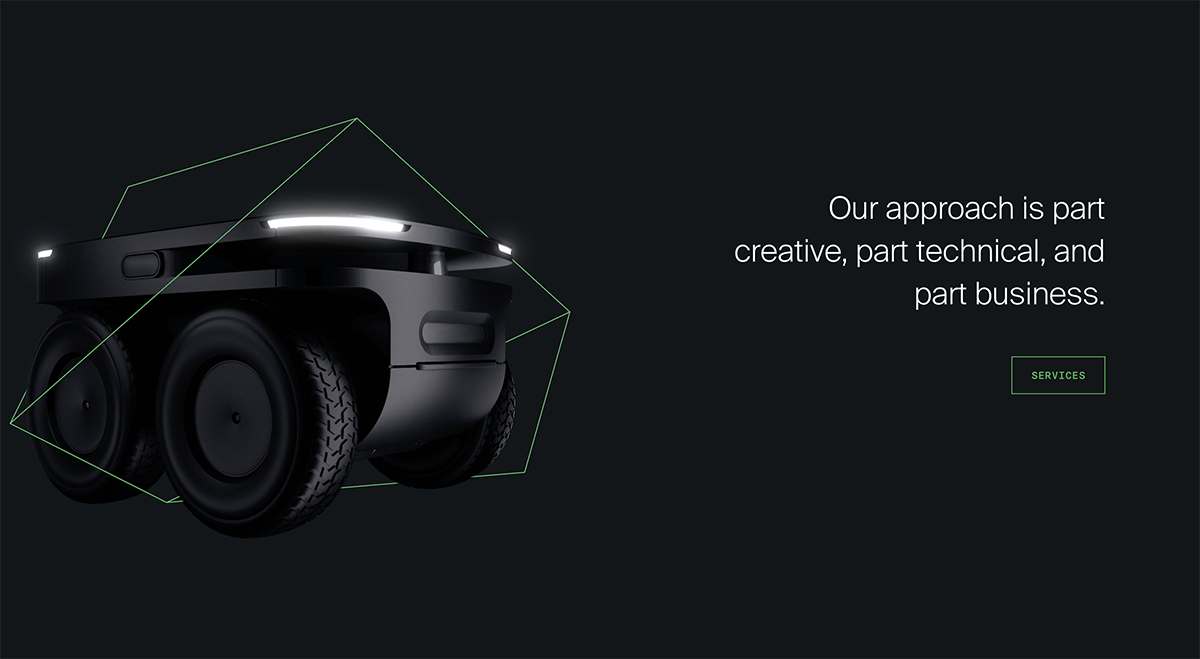 Our approach is part
creative, part technical, and
part business.
SERVICES